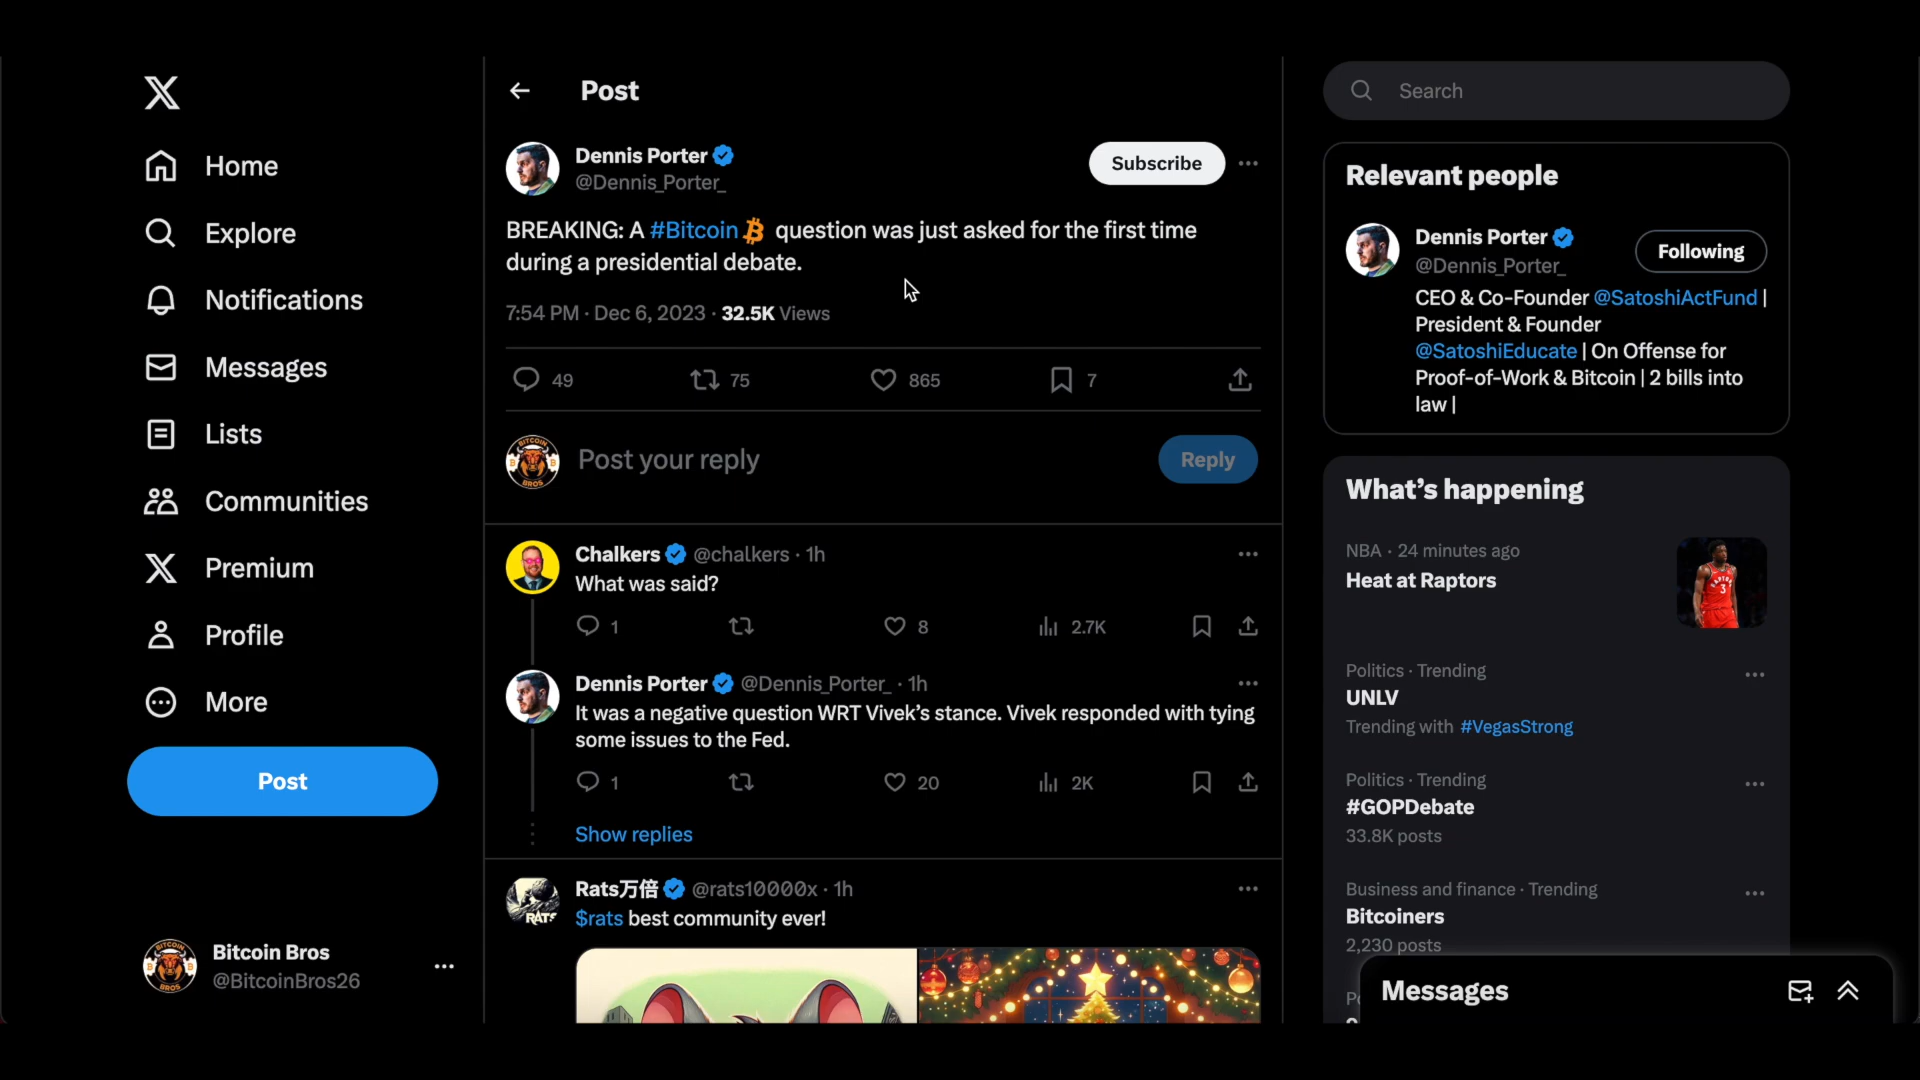 Home
Explore
Notifications
Messages
Lists
Communities
Premium
Profile
More
Post
Bitcoin Bros
@BitcoinBros26
Post
Dennis Porter
@Dennis_Porter_
Subscribe
BREAKING: A #Bitcoin question was just asked for the first time
during a presidential debate.
7:54 PM · Dec 6, 2023 · 32.5K Views
49 75 865 7
BITCOIN
BROS
Post your reply
Reply
Chalkers @chalkers · 1h
What was said?
1 8 2.7K
Dennis Porter @Dennis_Porter_ · 1h
It was a negative question WRT Vivek's stance. Vivek responded with tying
some issues to the Fed.
1 20 2K
Show replies
Rats万倍 @rats10000x · 1h
$rats best community ever!
Search
Relevant people
Dennis Porter
@Dennis_Porter_
Following
CEO & Co-Founder @SatoshiActFund |
President & Founder
@SatoshiEducate | On Offense for
Proof-of-Work & Bitcoin | 2 bills into
law |
What's happening
NBA · 24 minutes ago
Heat at Raptors
Politics · Trending
UNLV
Trending with #VegasStrong
Politics · Trending
#GOPDebate
33.8K posts
Business and finance · Trending
Bitcoiners
2,230 posts
Messages